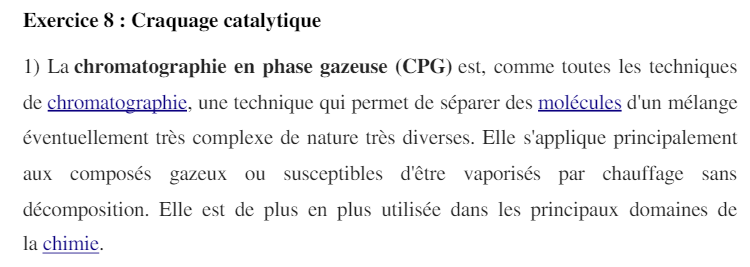 Exercice 8 : Craquage catalytique
1) La chromatographie en phase gazeuse (CPG) est, comme toutes les techniques
de chromatographie, une technique qui permet de séparer des molécules d'un mélange
éventuellement très complexe de nature très diverses. Elle s'applique principalement
aux composés gazeux ou susceptibles d'être vaporisés par chauffage sans
décomposition. Elle est de plus en plus utilisée dans les principaux domaines de
la chimie.